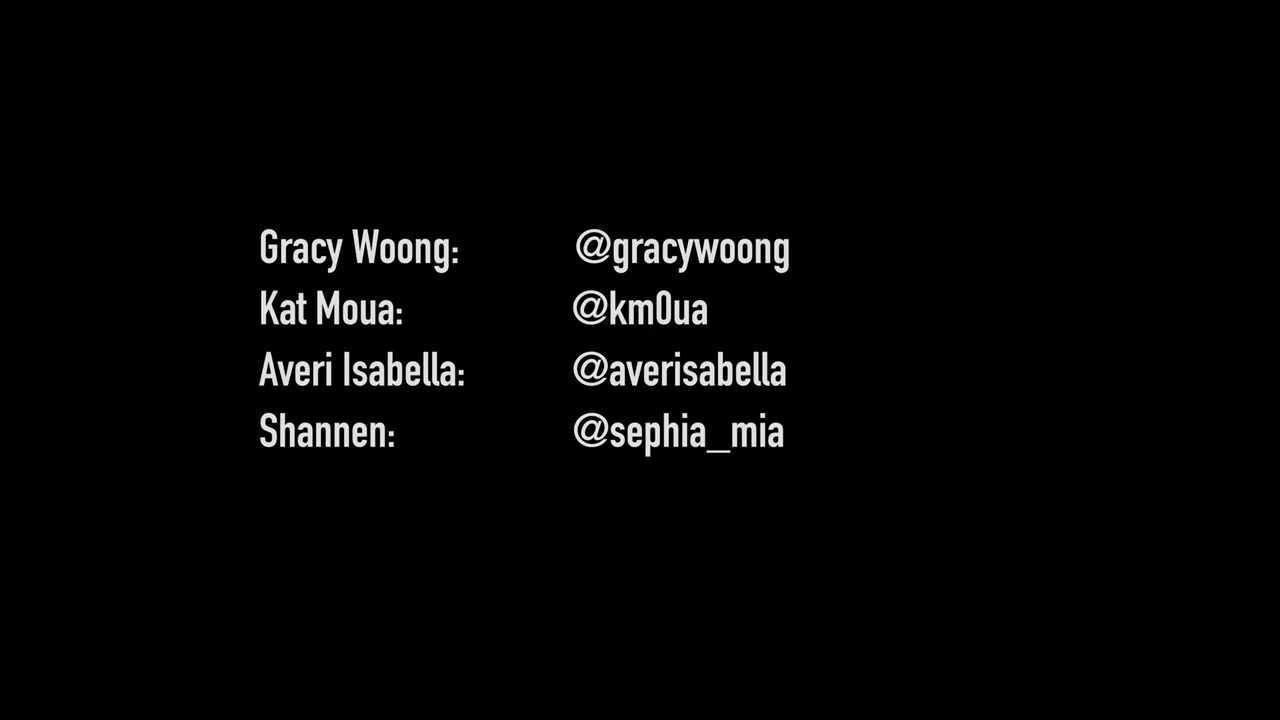 Gracy Woong: @gracywoong
Kat Moua: @km0ua
Averi Isabella: @averisabella
Shannen: @sephia_mia